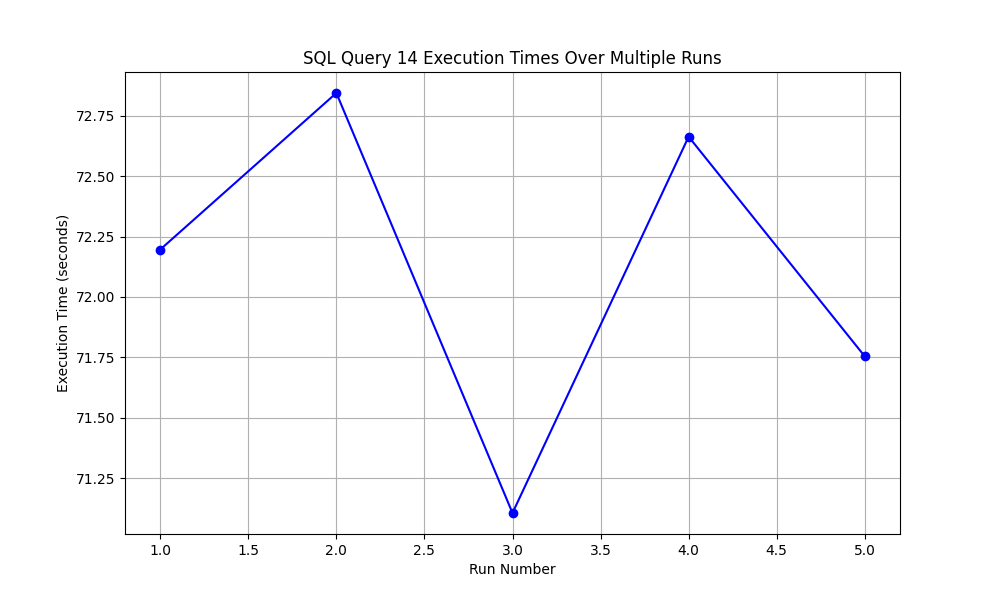 SQL Query 14 Execution Times Over Multiple Runs
72.75
72.50
72.25
72.00
71.75
71.50
71.25
Execution Time (seconds)
1.0 1.5 2.0 2.5 3.0 3.5 4.0 4.5 5.0
Run Number